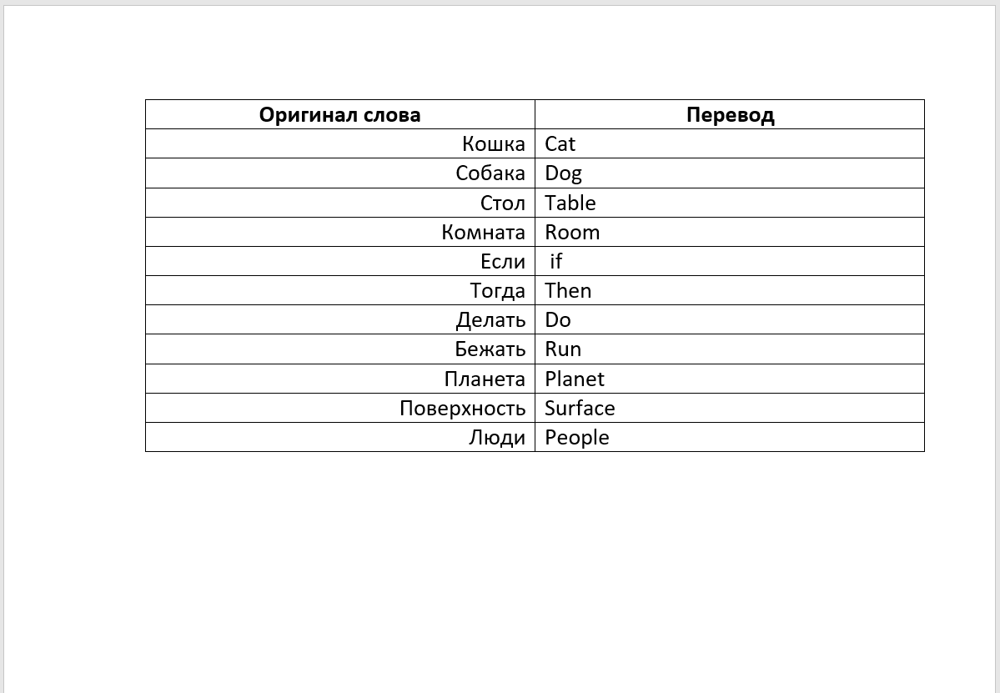 Оригинал слова Перевод
Кошка Cat
Собака Dog
Стол Table
Комната Room
Если if
Тогда Then
Делать Do
Бежать Run
Планета Planet
Поверхность Surface
Люди People